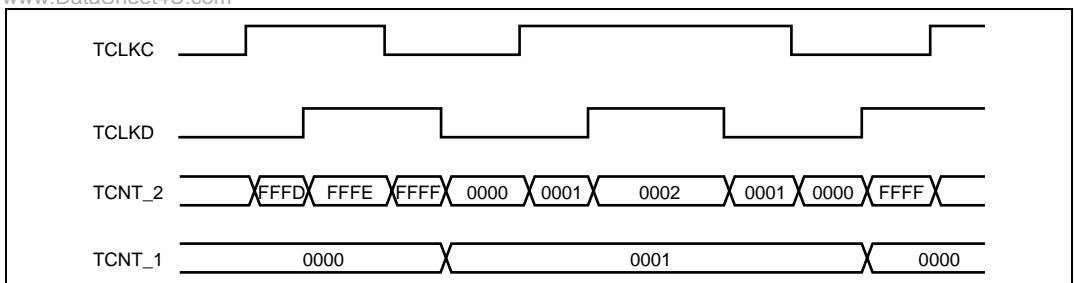 www.DataSheet4U.com
TCLKC
TCLKD
TCNT_2 FFFD FFFE FFFF 0000 0001 0002 0001 0000 FFFF
TCNT_1 0000 0001 0000